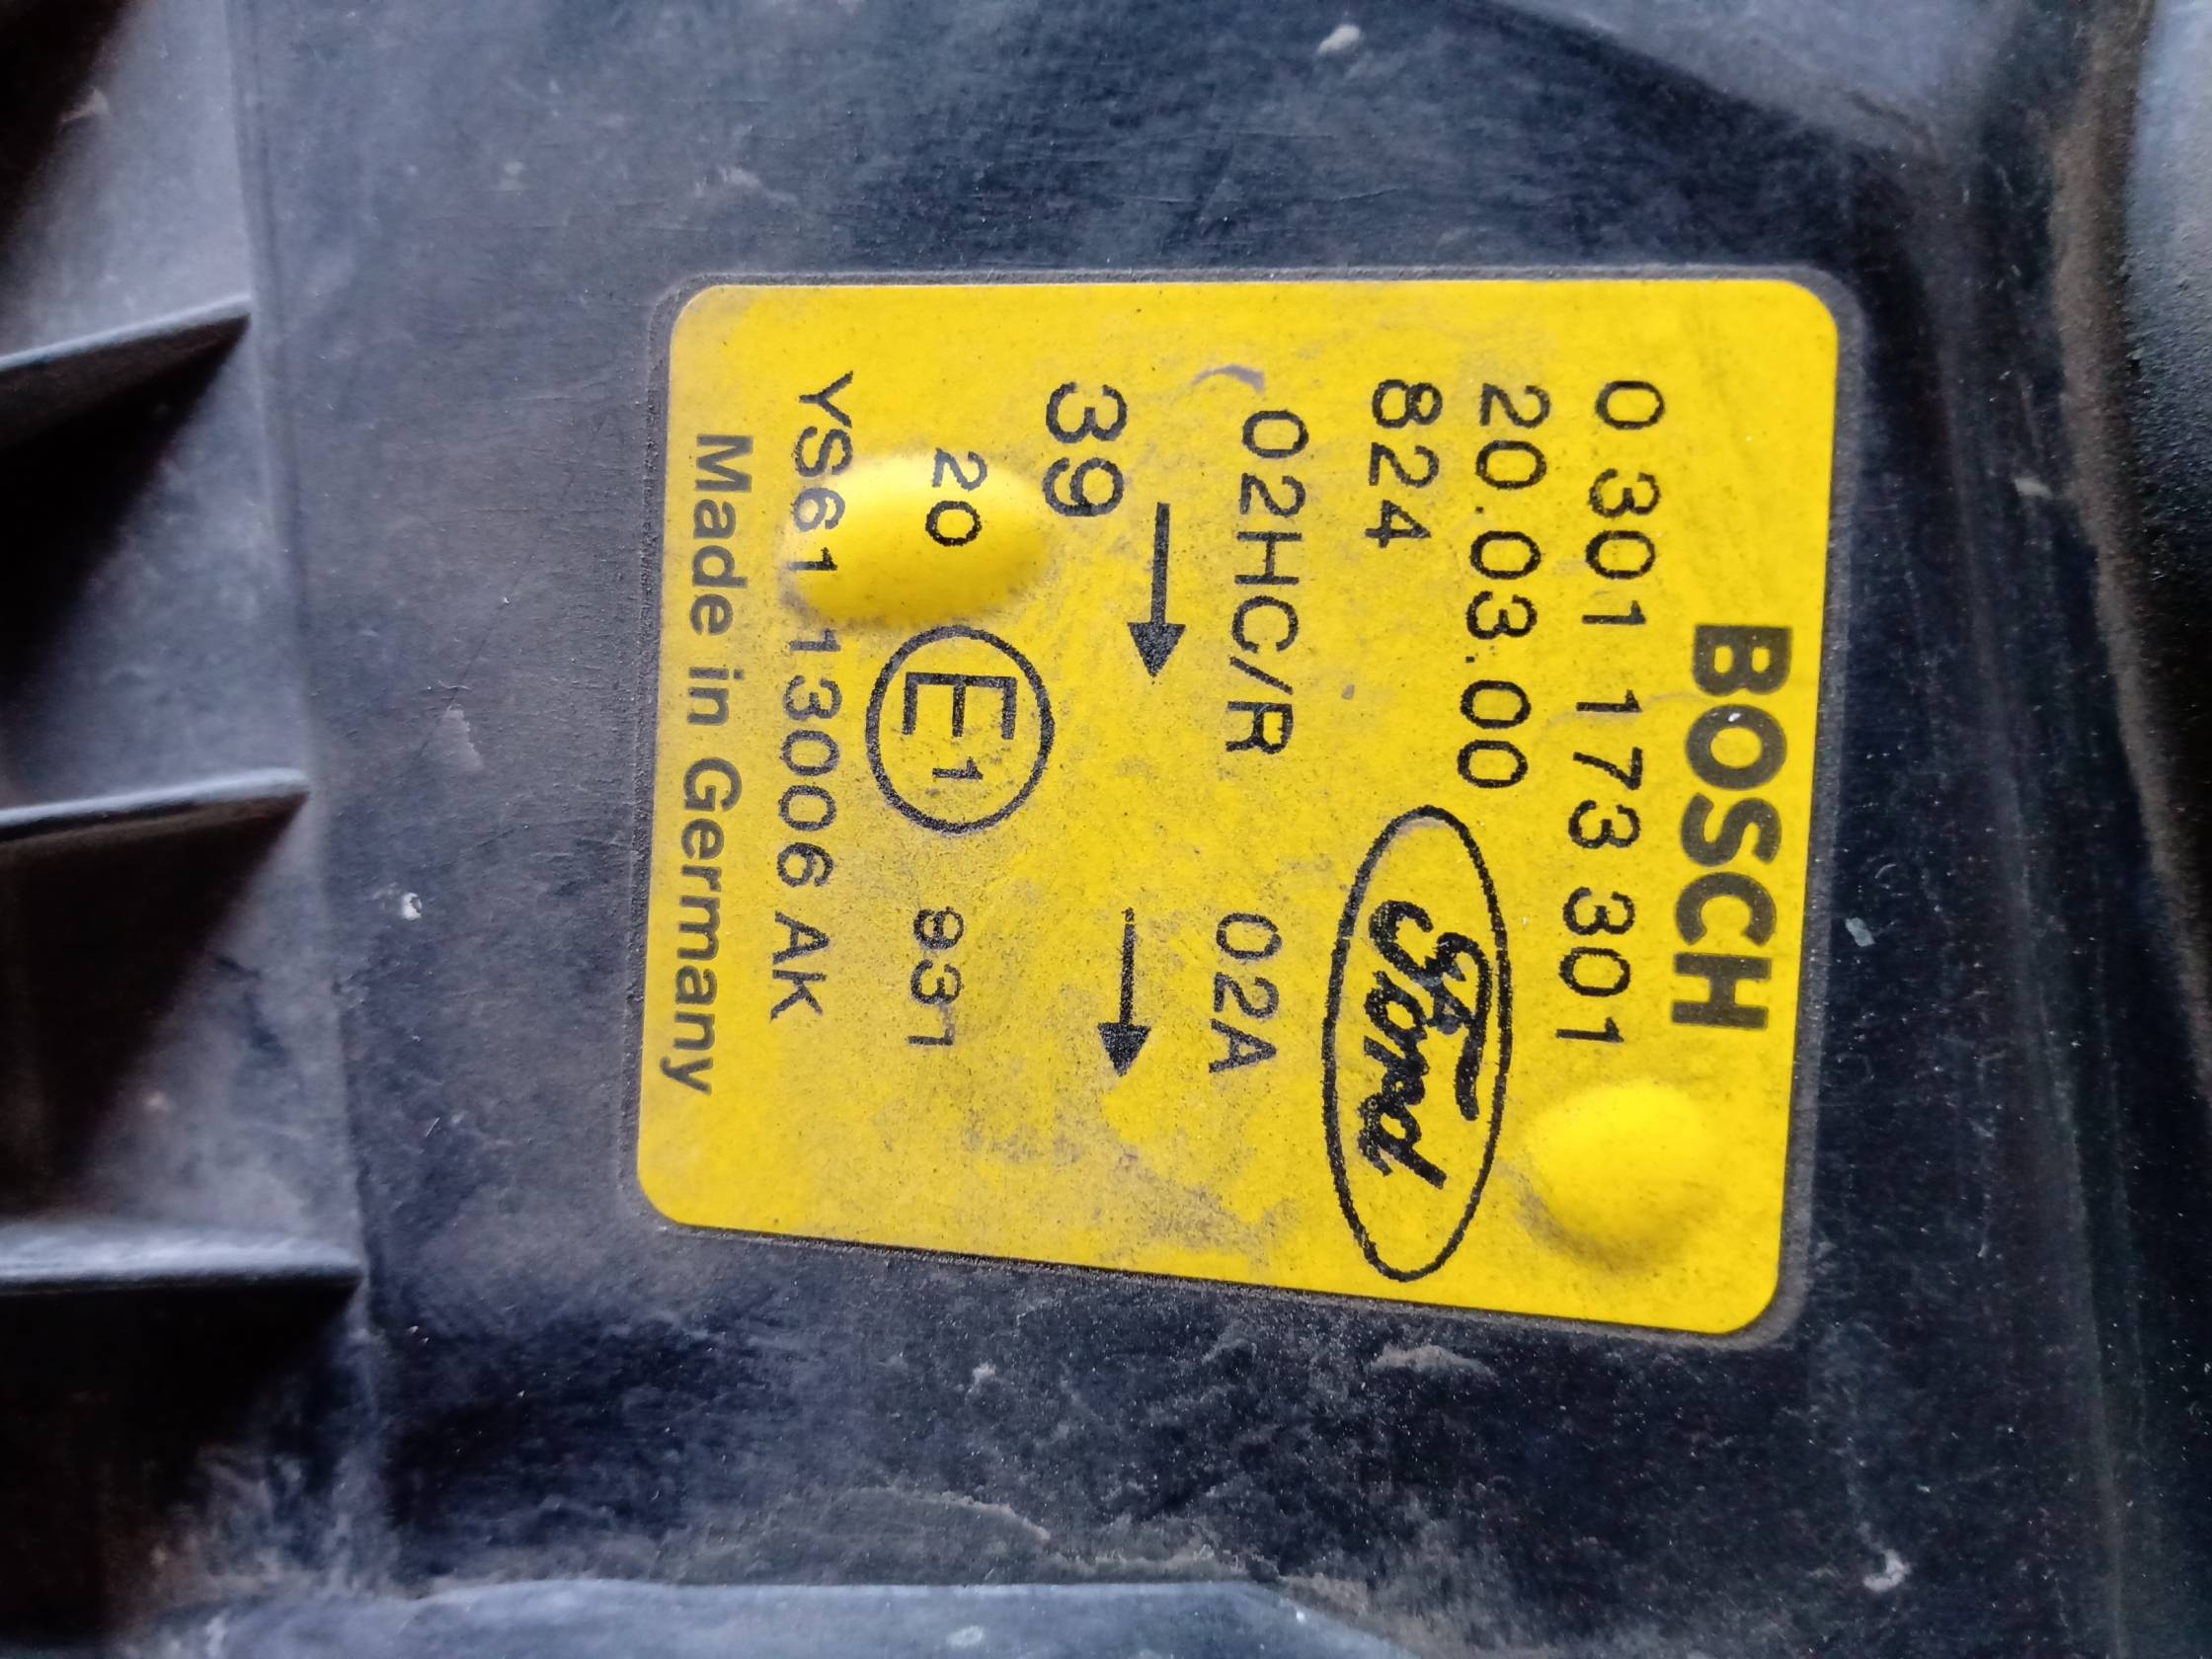 BOSCH
0 301 173 301
20.03.00
824
Ford
02HC/R 02A
39
20 E1 931
YS61 13006 AK
Made in Germany